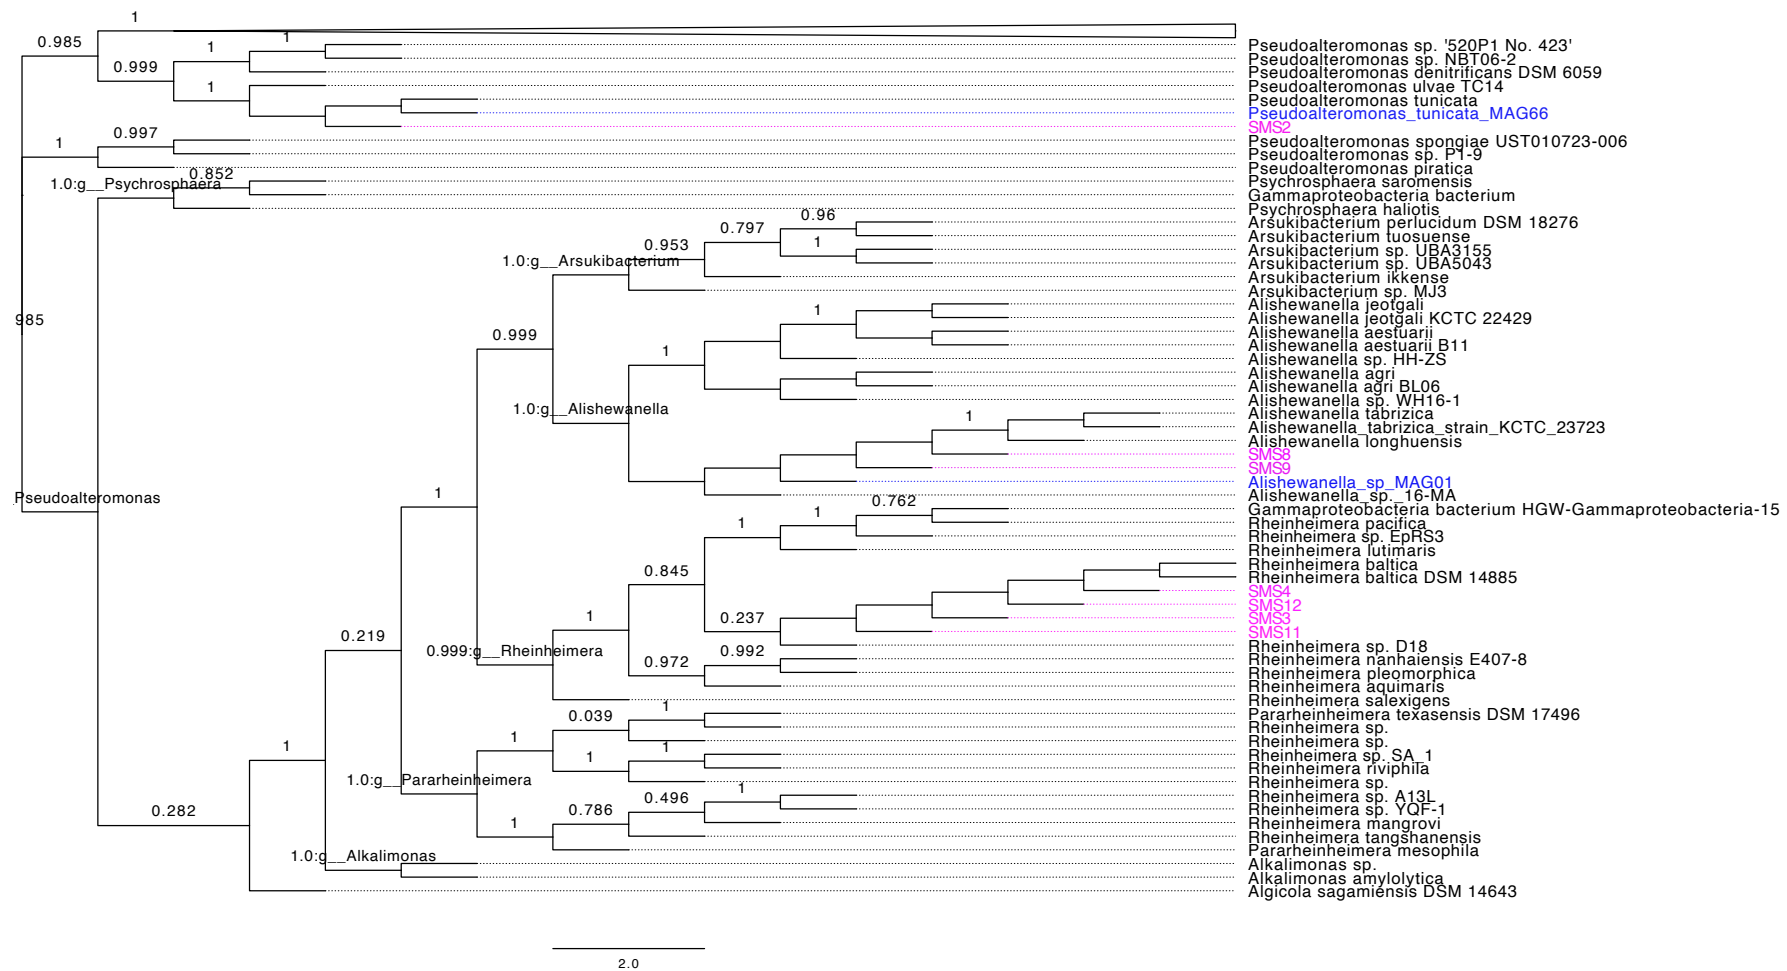 1
0.985
1
1
0.999
1
Pseudoalteromonas sp. '520P1 No. 423'
Pseudoalteromonas sp. NBT06-2
Pseudoalteromonas denitrificans DSM 6059
Pseudoalteromonas ulvae TC14
Pseudoalteromonas tunicata
Pseudoalteromonas_tunicata_MAG66
SMS2
0.997
1
Pseudoalteromonas spongiae UST010723-006
Pseudoalteromonas sp. P1-9
Pseudoalteromonas piratica
0.852
1.0:g__Psychrosphaera
Psychrosphaera saromensis
Gammaproteobacteria bacterium
Psychrosphaera haliotis
0.96
0.797
1
0.953
1.0:g__Arsukibacterium
Arsukibacterium perlucidum DSM 18276
Arsukibacterium tuosuense
Arsukibacterium sp. UBA3155
Arsukibacterium sp. UBA5043
Arsukibacterium ikkense
Arsukibacterium sp. MJ3
985
0.999
1
1
1.0:g__Alishewanella
Alishewanella jeotgali
Alishewanella jeotgali KCTC 22429
Alishewanella aestuarii
Alishewanella aestuarii B11
Alishewanella sp. HH-ZS
Alishewanella agri
Alishewanella agri BL06
Alishewanella sp. WH16-1
1
Alishewanella tabrizica
Alishewanella_tabrizica_strain_KCTC_23723
Alishewanella longhuensis
SMS8
SMS9
Alishewanella_sp_MAG01
Alishewanella_sp._16-MA
Pseudoalteromonas
1
0.762
1
1
Gammaproteobacteria bacterium HGW-Gammaproteobacteria-15
Rheinheimera pacifica
Rheinheimera sp. EpRS3
Rheinheimera lutimaris
0.845
Rheinheimera baltica
Rheinheimera baltica DSM 14885
SMS4
SMS12
SMS3
SMS11
1
0.237
0.219
0.999:g__Rheinheimera
0.992
0.972
Rheinheimera sp. D18
Rheinheimera nanhaiensis E407-8
Rheinheimera pleomorphica
Rheinheimera aquimaris
Rheinheimera salexigens
1
0.039
1
1
1
1
1.0:g__Pararheinheimera
Pararheinheimera texasensis DSM 17496
Rheinheimera sp.
Rheinheimera sp.
Rheinheimera sp. SA_1
Rheinheimera riviphila
Rheinheimera sp.
1
0.496
0.786
1
0.282
Rheinheimera sp. A13L
Rheinheimera sp. YQF-1
Rheinheimera mangrovi
Rheinheimera tangshanensis
Pararheinheimera mesophila
1.0:g__Alkalimonas
Alkalimonas sp.
Alkalimonas amylolytica
Algicola sagamiensis DSM 14643
2.0